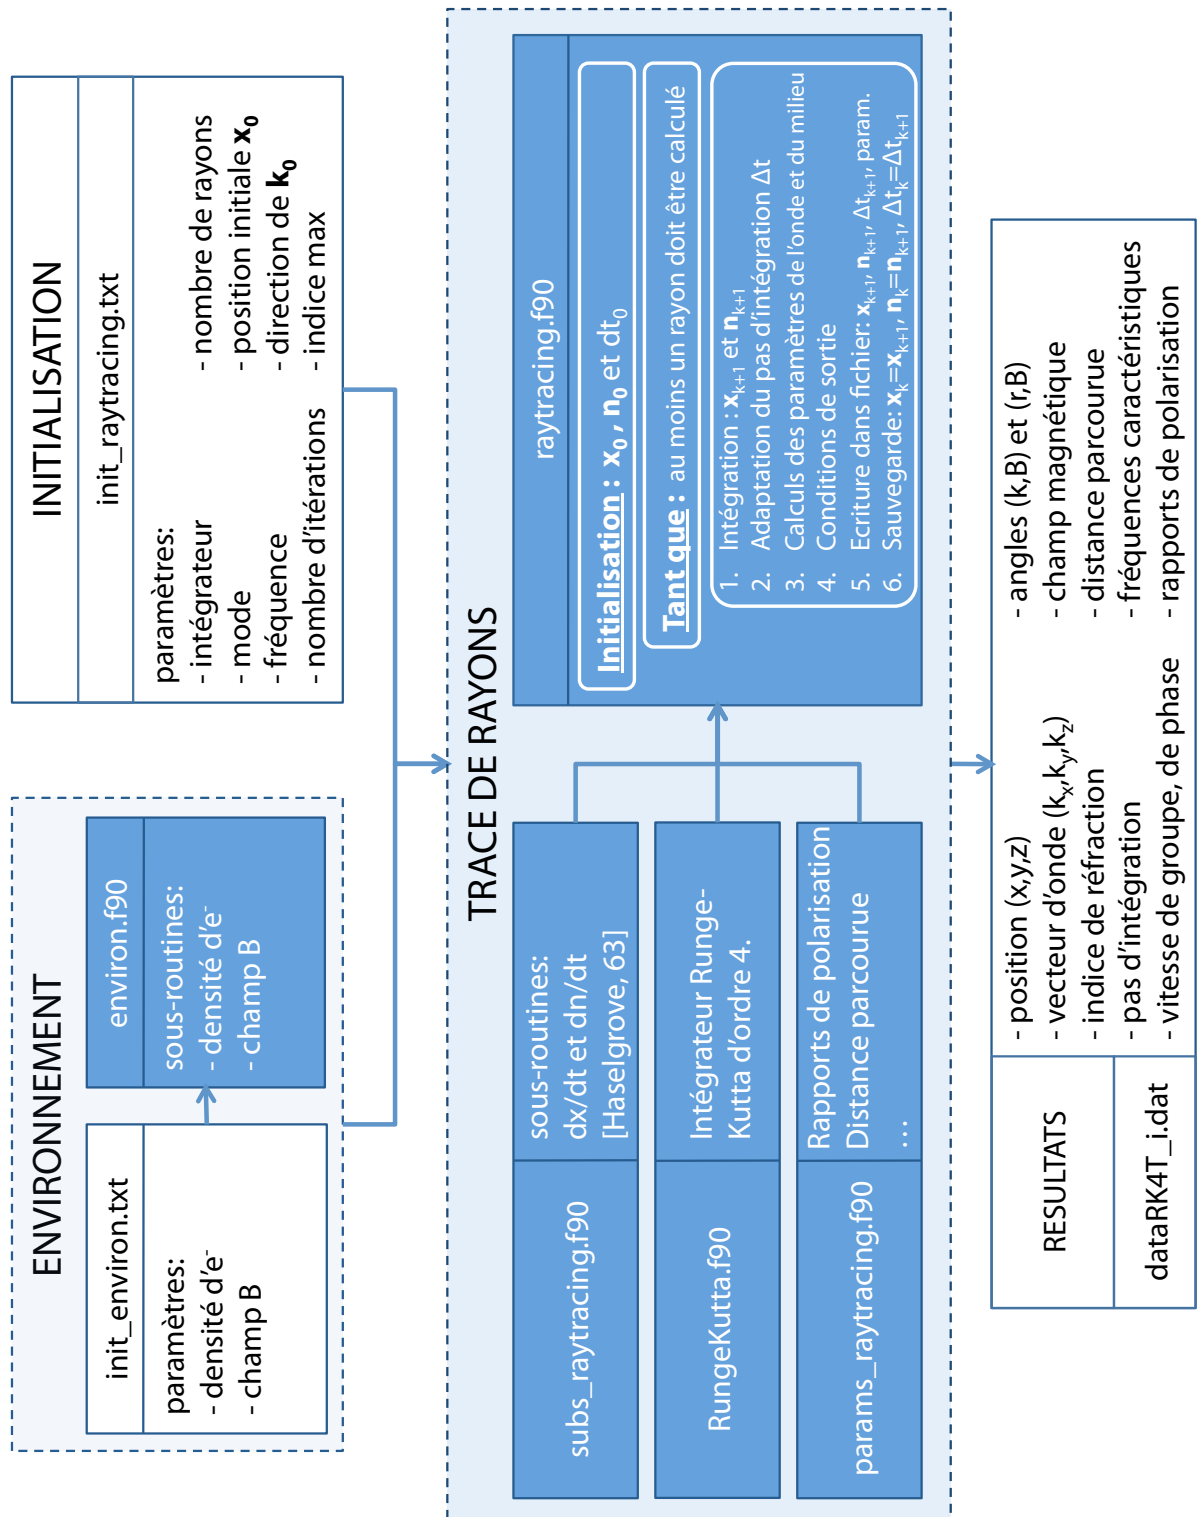 ENVIRONNEMENT
init_environ.txt
paramètres:
- densité d'e-
- champ B
environ.f90
sous-routines:
- densité d'e-
- champ B
INITIALISATION
init_raytracing.txt
paramètres:
- intégrateur
- mode
- fréquence
- nombre d'itérations
- nombre de rayons
- position initiale x0
- direction de k0
- indice max
TRACE DE RAYONS
subs_raytracing.f90
sous-routines:
dx/dt et dn/dt
[Haselgrove, 63]
RungeKutta.f90
Intégrateur Runge-
Kutta d'ordre 4.
params_raytracing.f90
Rapports de polarisation
Distance parcourue
…
raytracing.f90
Initialisation : x0 , n0 et dt0
Tant que : au moins un rayon doit être calculé
1. Intégration : xk+1 et nk+1
2. Adaptation du pas d'intégration Δt
3. Calculs des paramètres de l'onde et du milieu
4. Conditions de sortie
5. Ecriture dans fichier: xk+1, nk+1, Δtk+1, param.
6. Sauvegarde: xk=xk+1, nk=nk+1, Δtk=Δtk+1
RESULTATS
dataRK4T_i.dat
- position (x,y,z)
- vecteur d'onde (kx,ky,kz)
- indice de réfraction
- pas d'intégration
- vitesse de groupe, de phase
- angles (k,B) et (r,B)
- champ magnétique
- distance parcourue
- fréquences caractéristiques
- rapports de polarisation